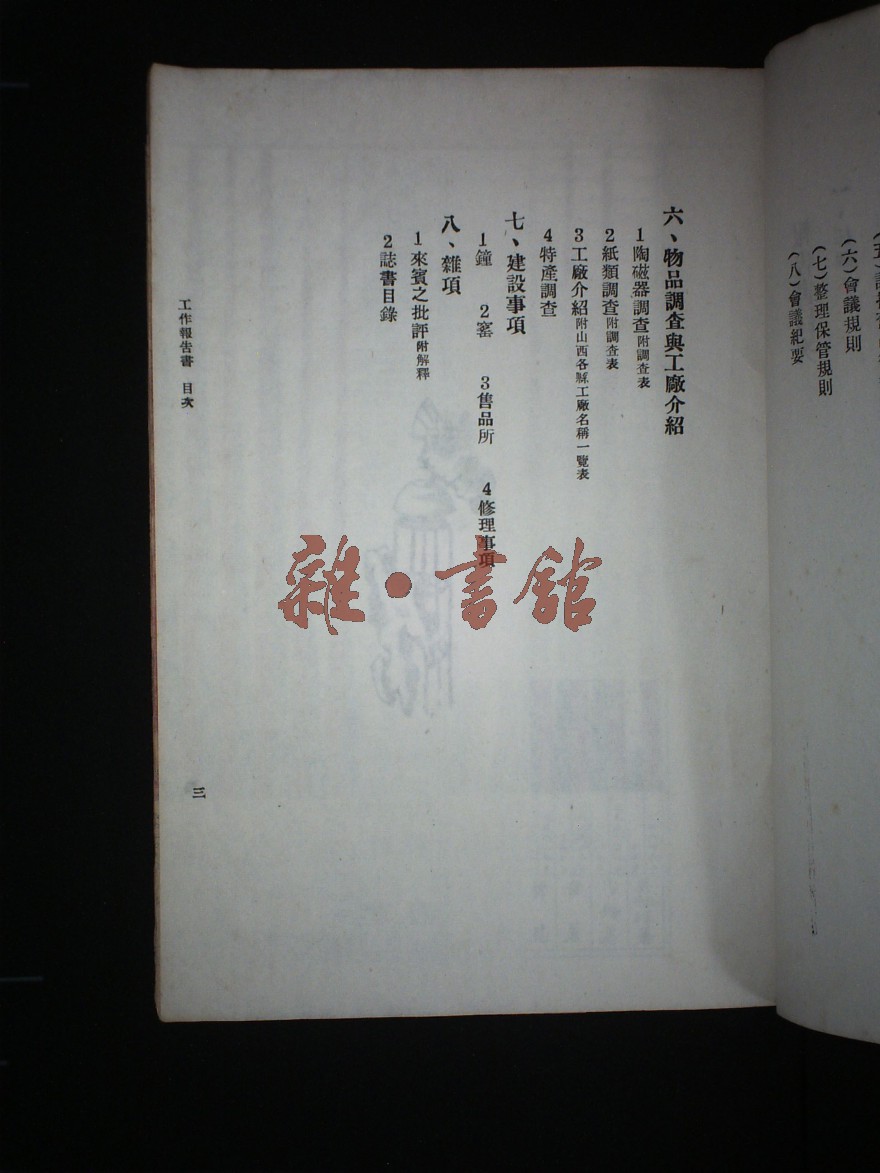 （六）會議規則
（七）整理保管規則
（八）會議紀要
六、物品調查與工廠介紹
1陶磁器調查附調查表
2紙類調查附調查表
3工廠介紹附山西各縣工廠名稱一覽表
4特產調查
七、建設事項
1鐘　2窰　3售品所　4修理事項
八、雜項
1來賓之批評附解釋
2誌書目錄
工作報告書　目次
三
雜·書館